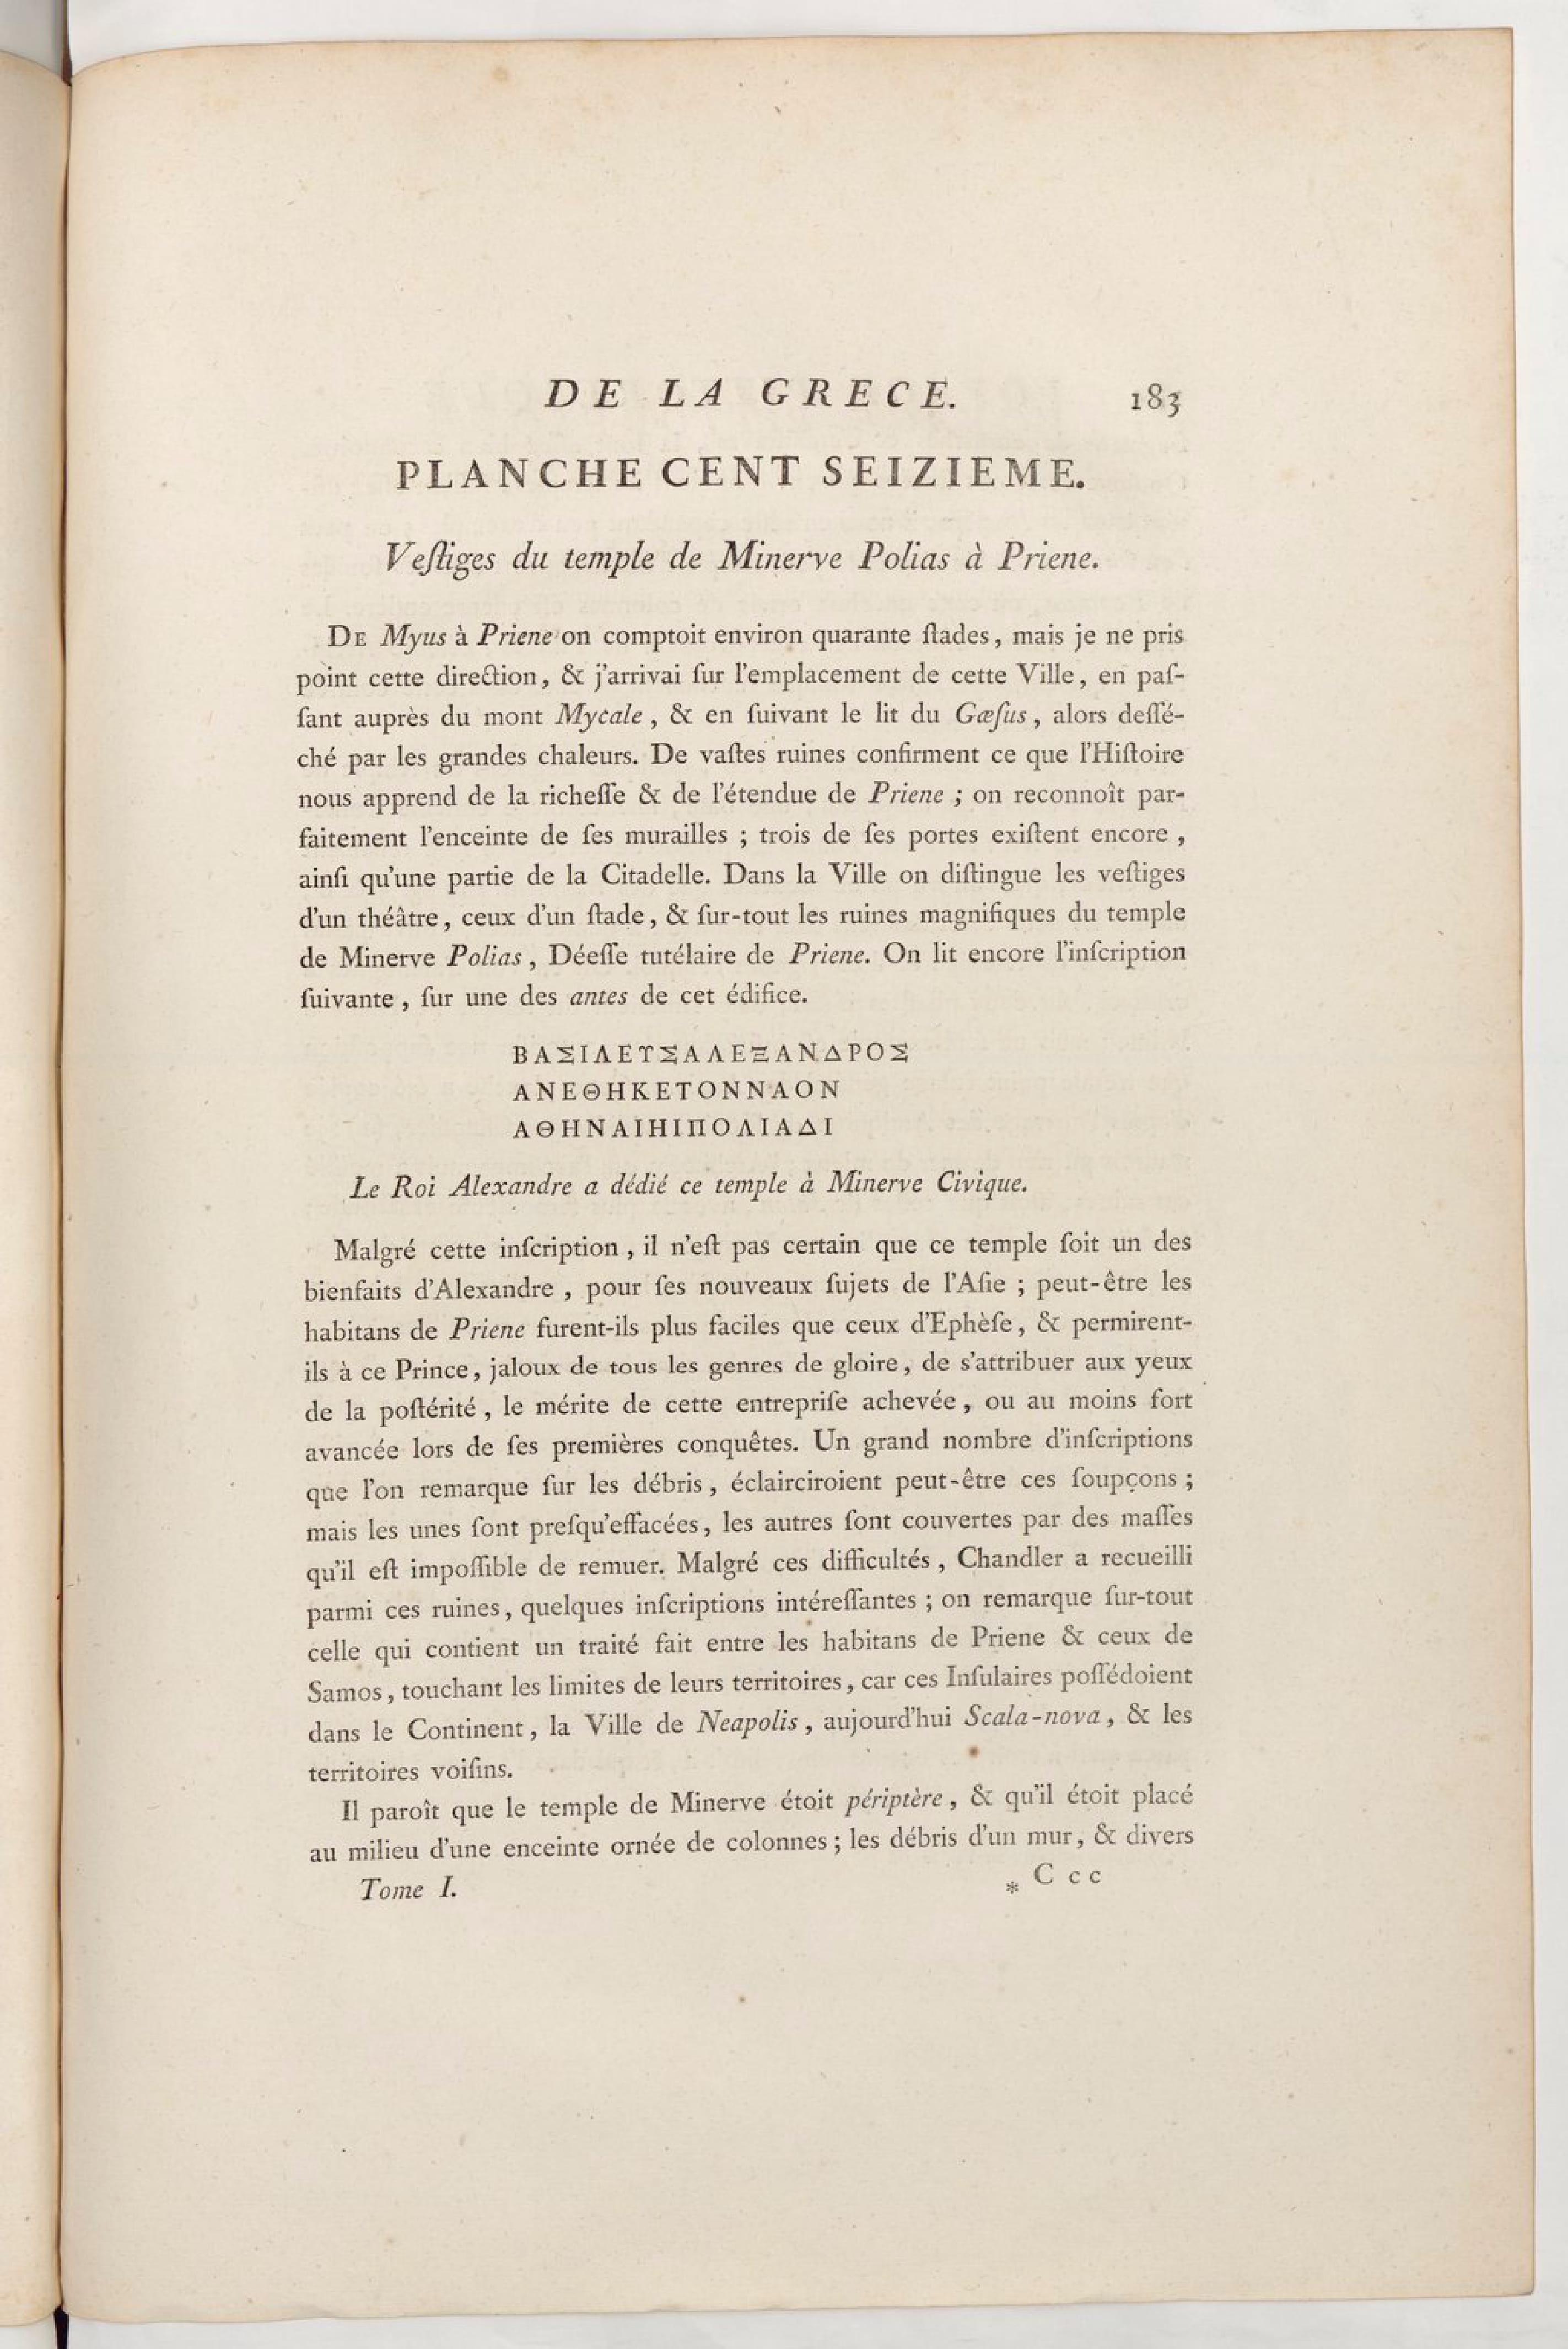 DE LA GRECE. 183
PLANCHE CENT SEIZIEME.
Veſtiges du temple de Minerve Polias à Priene.
DE Myus à Priene on comptoit environ quarante ſtades, mais je ne pris
point cette direction, & j'arrivai ſur l'emplacement de cette Ville, en paſ-
ſant auprès du mont Mycale, & en ſuivant le lit du Gæſus, alors deſſé-
ché par les grandes chaleurs. De vaſtes ruines confirment ce que l'Hiſtoire
nous apprend de la richeſſe & de l'étendue de Priene ; on reconnoît par-
faitement l'enceinte de ſes murailles ; trois de ſes portes exiſtent encore,
ainſi qu'une partie de la Citadelle. Dans la Ville on diſtingue les veſtiges
d'un théâtre, ceux d'un ſtade, & ſur-tout les ruines magnifiques du temple
de Minerve Polias, Déeſſe tutélaire de Priene. On lit encore l'inſcription
ſuivante, ſur une des antes de cet édifice.
ΒΑΣΙΛΕΥΣΑΛΕΞΑΝΔΡΟΣ
ΑΝΕΘΗΚΕΤΟΝΝΑΟΝ
ΑΘΗΝΑΙΗΙΠΟΛΙΑΔΙ
Le Roi Alexandre a dédié ce temple à Minerve Civique.
Malgré cette inſcription, il n'eſt pas certain que ce temple ſoit un des
bienfaits d'Alexandre, pour ſes nouveaux ſujets de l'Aſie ; peut-être les
habitans de Priene furent-ils plus faciles que ceux d'Ephèſe, & permirent-
ils à ce Prince, jaloux de tous les genres de gloire, de s'attribuer aux yeux
de la poſtérité, le mérite de cette entrepriſe achevée, ou au moins fort
avancée lors de ſes premières conquêtes. Un grand nombre d'inſcriptions
que l'on remarque ſur les débris, éclairciroient peut-être ces ſoupçons ;
mais les unes ſont preſqu'effacées, les autres ſont couvertes par des maſſes
qu'il eſt impoſſible de remuer. Malgré ces difficultés, Chandler a recueilli
parmi ces ruines, quelques inſcriptions intéreſſantes ; on remarque ſur-tout
celle qui contient un traité fait entre les habitans de Priene & ceux de
Samos, touchant les limites de leurs territoires, car ces Inſulaires poſſédoient
dans le Continent, la Ville de Neapolis, aujourd'hui Scala-nova, & les
territoires voiſins.
Il paroît que le temple de Minerve étoit périptère, & qu'il étoit placé
au milieu d'une enceinte ornée de colonnes ; les débris d'un mur, & divers
Tome I. * C c c